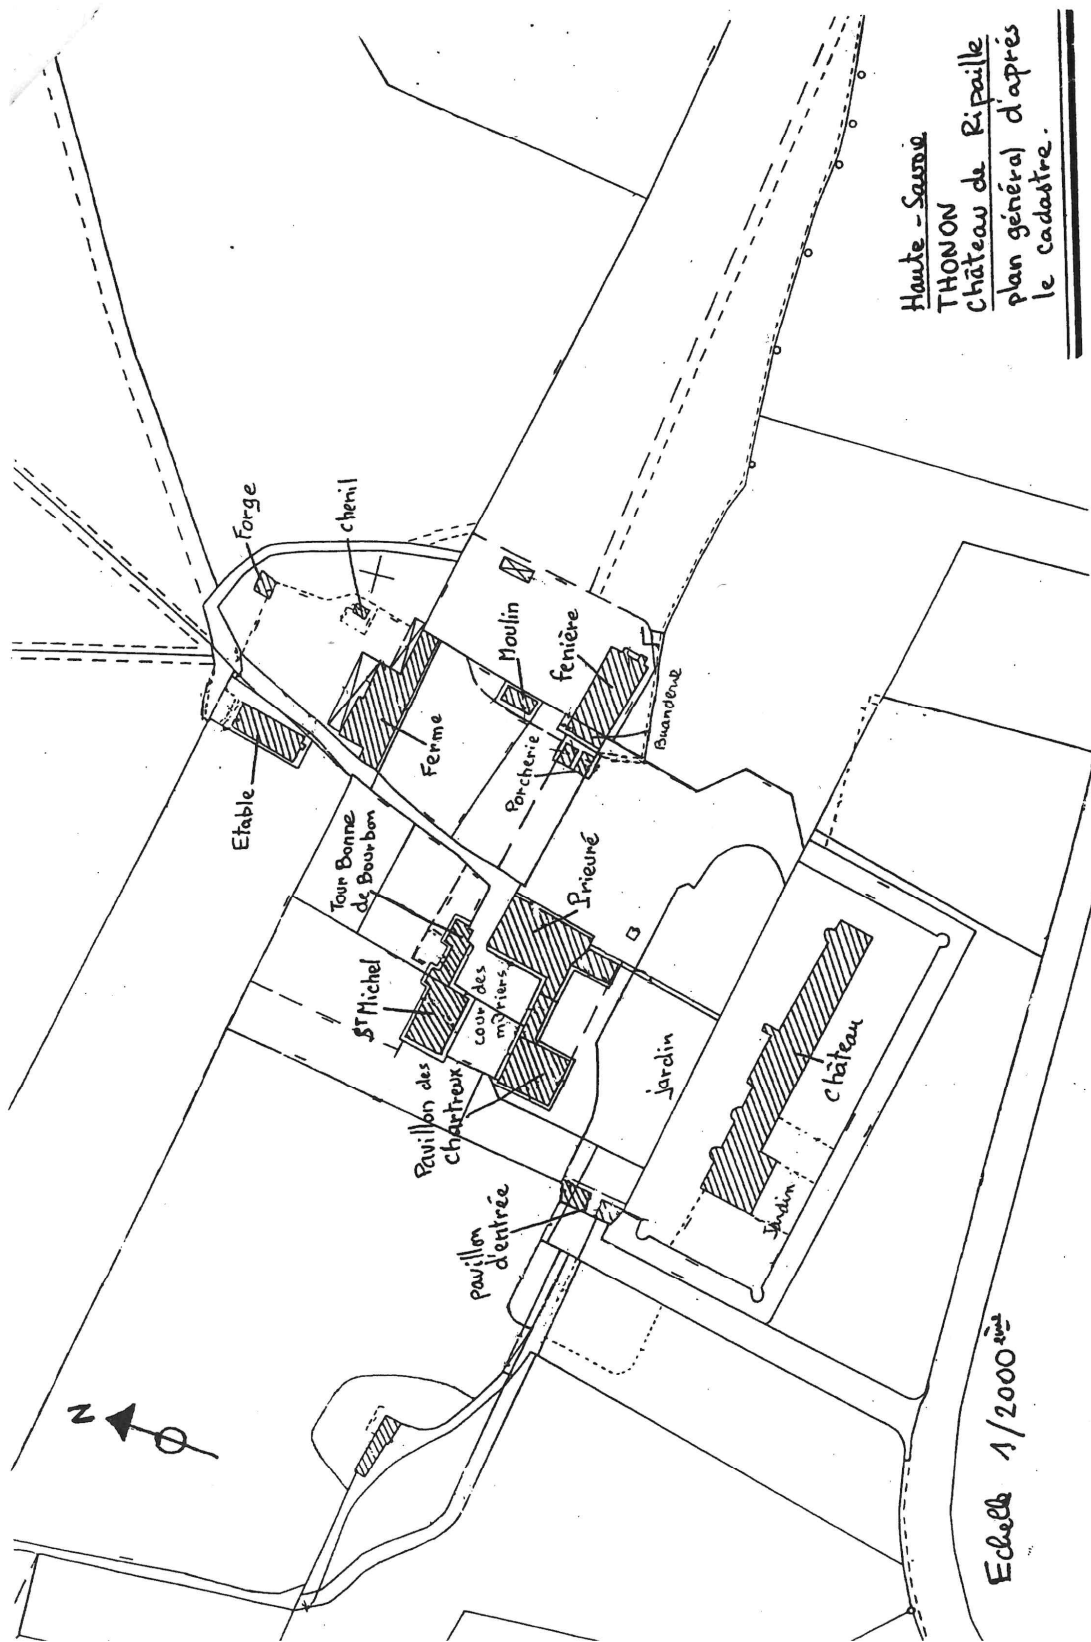 Haute-Savoie
THONON
Château de Ripaille
plan général d'après
le cadastre.
Forge
chenil
Etable
Ferme
Moulin
fenière
Porcherie
Buanderie
Tour Bonne
de Bourbon
St Michel
Prieuré
cour des
mûriers
Pavillon des
Chartreux
jardin
pavillon
d'entrée
Château
Jardin
N
Echelle 1/2000ème